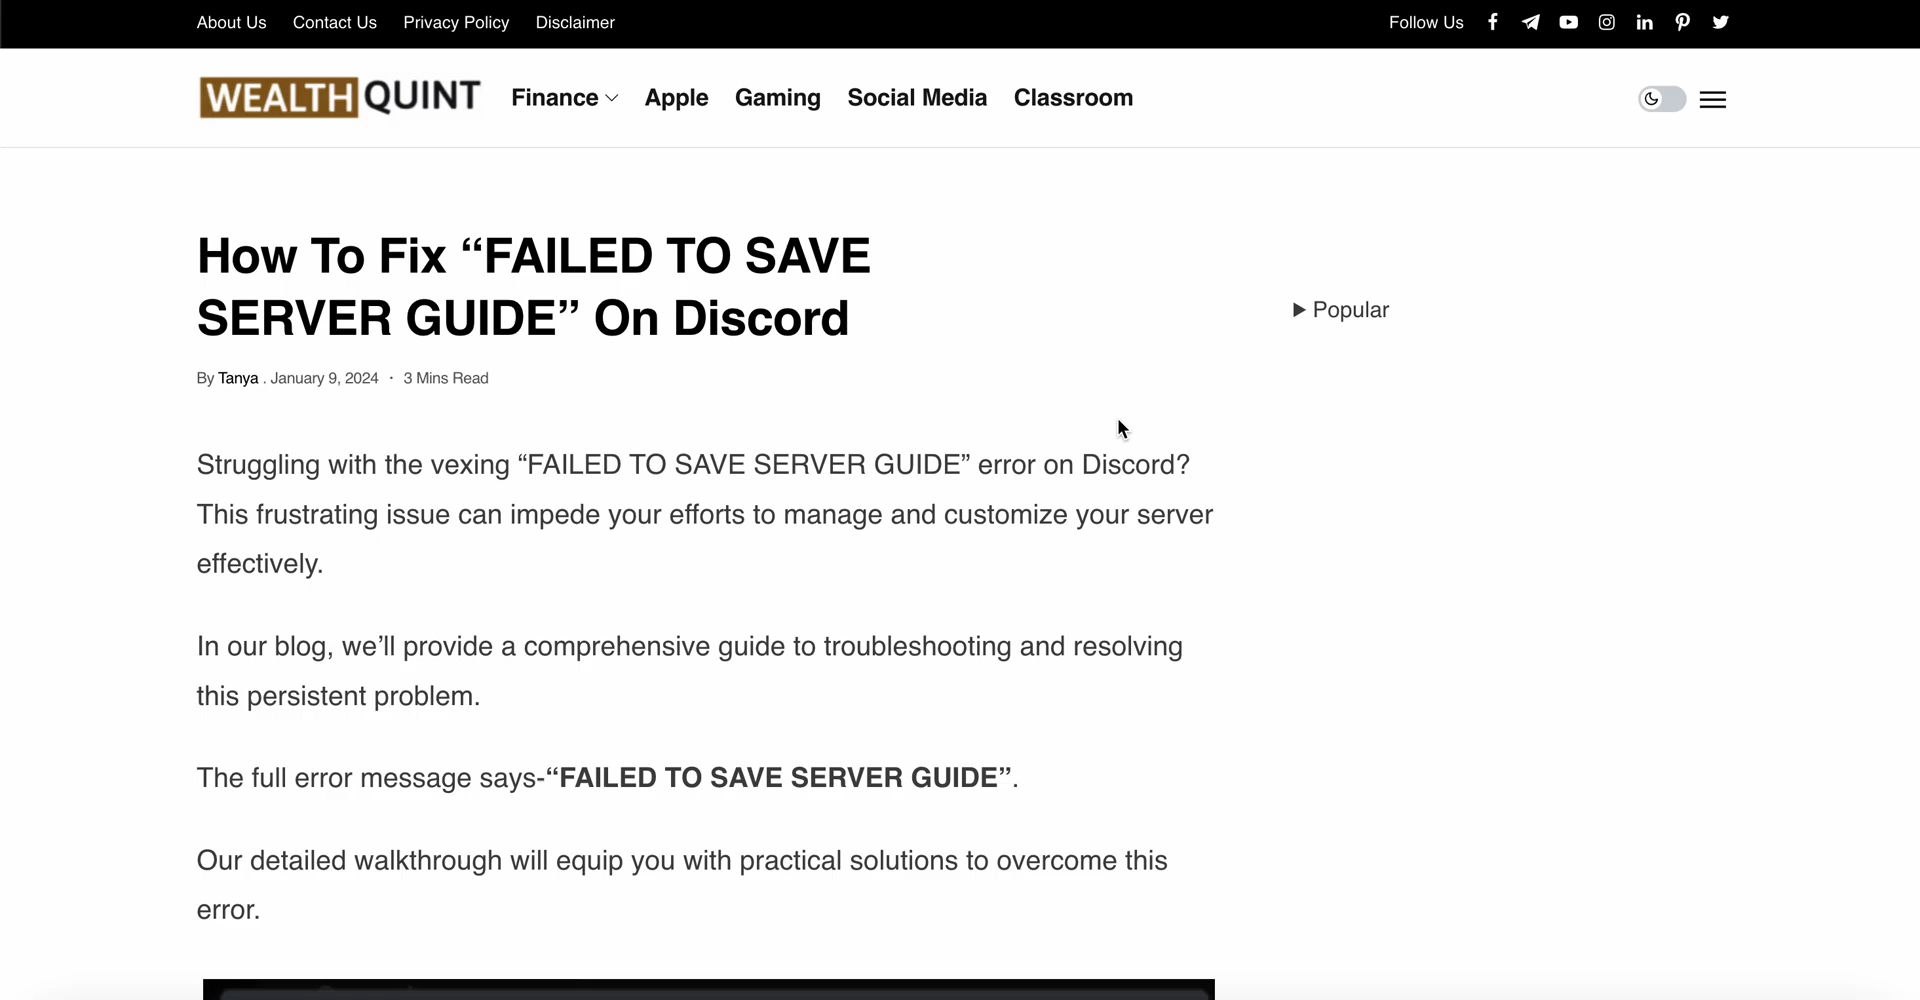 About Us Contact Us Privacy Policy Disclaimer Follow Us
WEALTH QUINT Finance Apple Gaming Social Media Classroom
How To Fix “FAILED TO SAVE
SERVER GUIDE” On Discord
Popular
By Tanya . January 9, 2024 · 3 Mins Read
Struggling with the vexing “FAILED TO SAVE SERVER GUIDE” error on Discord?
This frustrating issue can impede your efforts to manage and customize your server
effectively.
In our blog, we’ll provide a comprehensive guide to troubleshooting and resolving
this persistent problem.
The full error message says-“FAILED TO SAVE SERVER GUIDE”.
Our detailed walkthrough will equip you with practical solutions to overcome this
error.